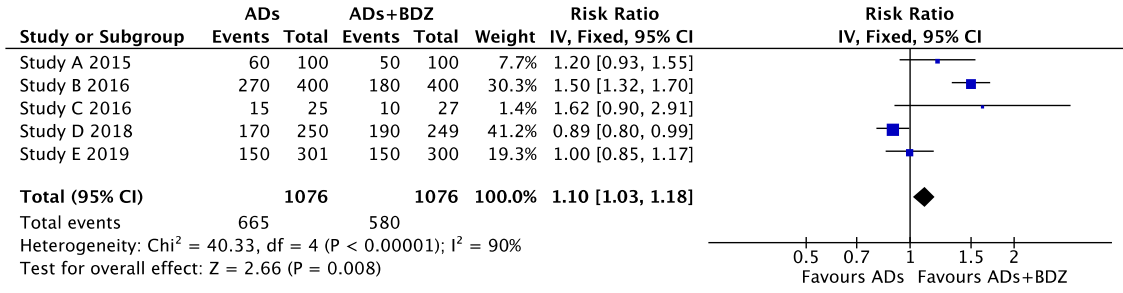 ADs ADs+BDZ Risk Ratio Risk Ratio
Study or Subgroup Events Total Events Total Weight IV, Fixed, 95% CI IV, Fixed, 95% CI
Study A 2015 60 100 50 100 7.7% 1.20 [0.93, 1.55]
Study B 2016 270 400 180 400 30.3% 1.50 [1.32, 1.70]
Study C 2016 15 25 10 27 1.4% 1.62 [0.90, 2.91]
Study D 2018 170 250 190 249 41.2% 0.89 [0.80, 0.99]
Study E 2019 150 301 150 300 19.3% 1.00 [0.85, 1.17]
Total (95% CI) 1076 1076 100.0% 1.10 [1.03, 1.18]
Total events 665 580
Heterogeneity: Chi² = 40.33, df = 4 (P < 0.00001); I² = 90%
Test for overall effect: Z = 2.66 (P = 0.008)
0.5 0.7 1 1.5 2
Favours ADs Favours ADs+BDZ